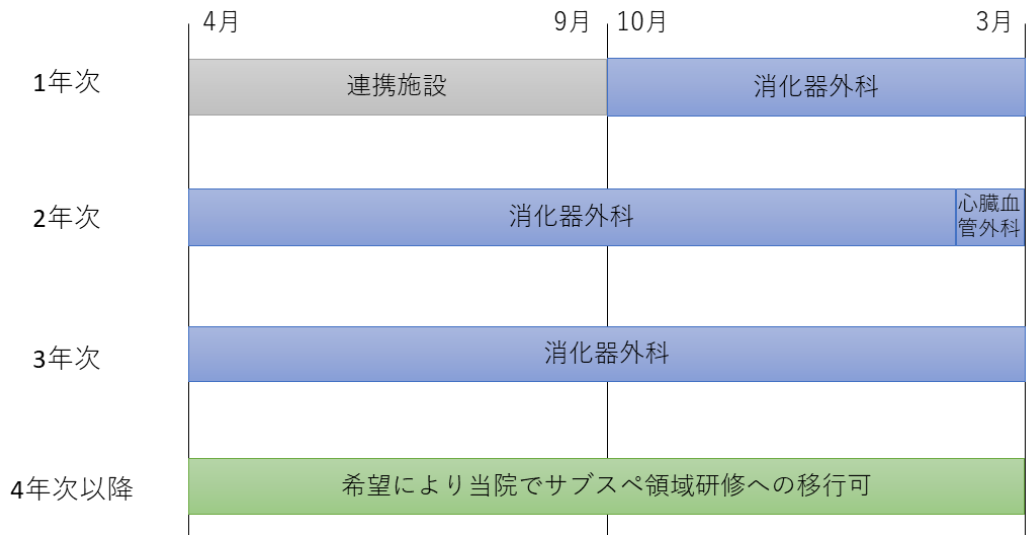 4月 9月 10月 3月
1年次 連携施設 消化器外科
2年次 消化器外科 心臓血
管外科
3年次 消化器外科
4年次以降 希望により当院でサブスペ領域研修への移行可